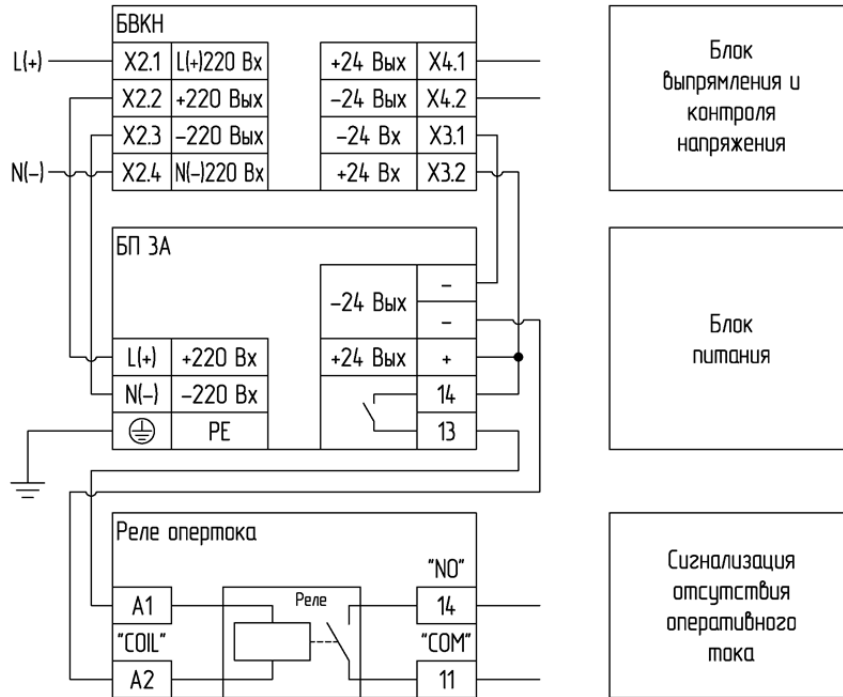 БВКН
L(+) X2.1 L(+)220 Вх +24 Вых X4.1
X2.2 +220 Вых –24 Вых X4.2
X2.3 –220 Вых –24 Вх X3.1
N(–) X2.4 N(–)220 Вх +24 Вх X3.2
Блок
выпрямления и
контроля
напряжения
БП 3А
–24 Вых –
–
L(+) +220 Вх +24 Вых +
N(–) –220 Вх 14
PE 13
Блок
питания
Реле опертока
"NO"
A1 Реле 14
"COIL" "COM"
A2 11
Сигнализация
отсутствия
оперативного
тока